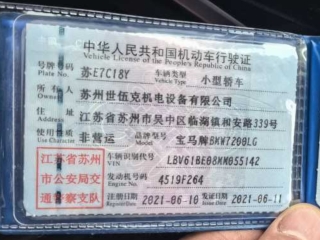 中华人民共和国机动车行驶证
Vehicle License of the People's Republic of China
号牌号码 苏E7C18Y 车辆类型 小型轿车
Plate No. Vehicle Type
所有人 苏州世伍克机电设备有限公司
Owner
住址 江苏省苏州市吴中区临湖镇和安路339号
Address
使用性质 非营运 品牌型号 宝马牌BMW7200LG
Use Character Model
江苏省苏州
市公安局交
通警察支队
车辆识别代号 LBV61BE08MM055142
VIN
发动机号码 4519F264
Engine No.
注册日期 2021-06-10 发证日期 2021-06-11
Register Date Issue Date